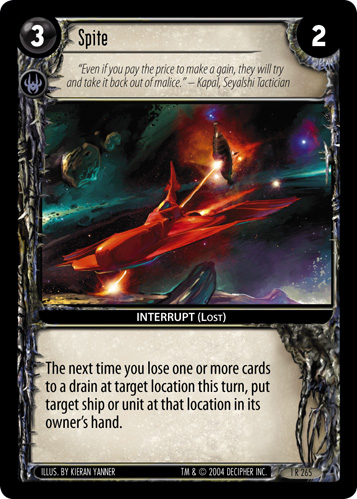 3 Spite 2
“Even if you pay the price to make a gain, they will try
and take it back out of malice.” – Kapal, Seyalshi Tactician
INTERRUPT (LOST)
The next time you lose one or more cards
to a drain at target location this turn, put
target ship or unit at that location in its
owner’s hand.
ILLUS. BY KIERAN YANNER TM & © 2004 DECIPHER INC. 1 R 265